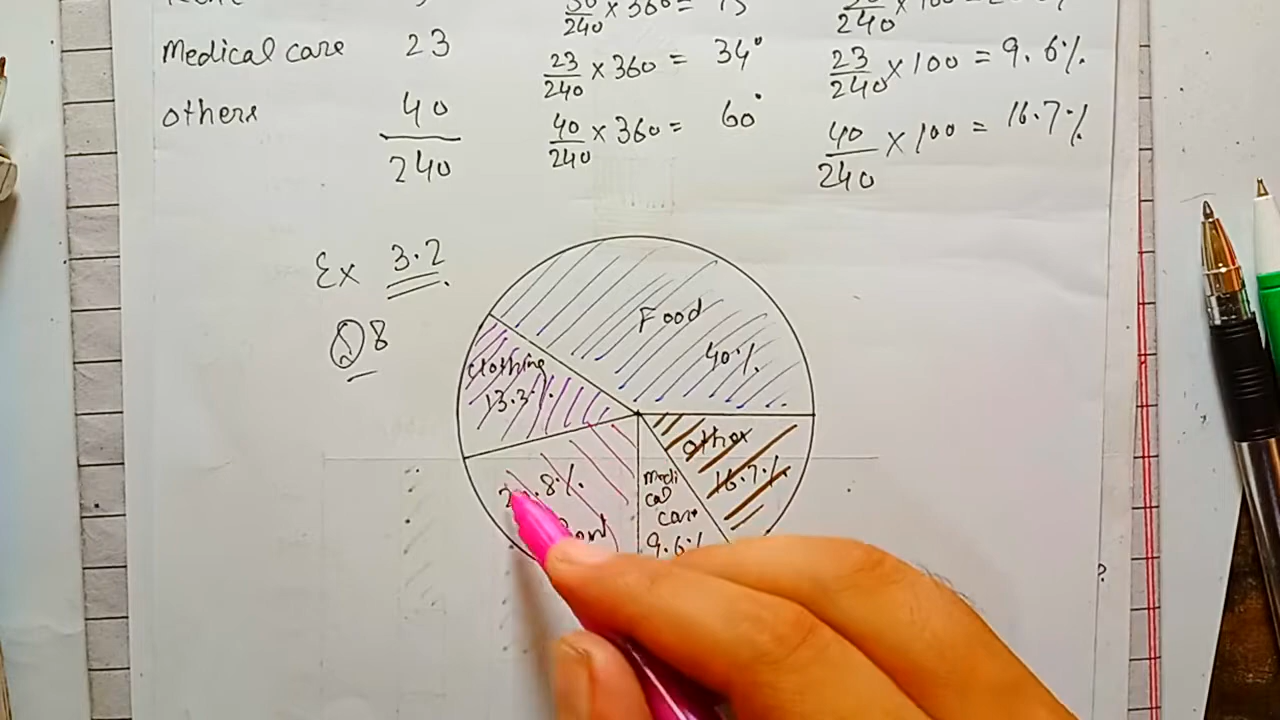 Medical care 23 23/240 × 360 = 34° 23/240 × 100 = 9.6%
others 40 40/240 × 360 = 60° 40/240 × 100 = 16.7%
240
Ex 3.2
Q8
Food
40%
Clothing
13.3%
other
16.7%
.8%
Medi
cal
care
9.6%